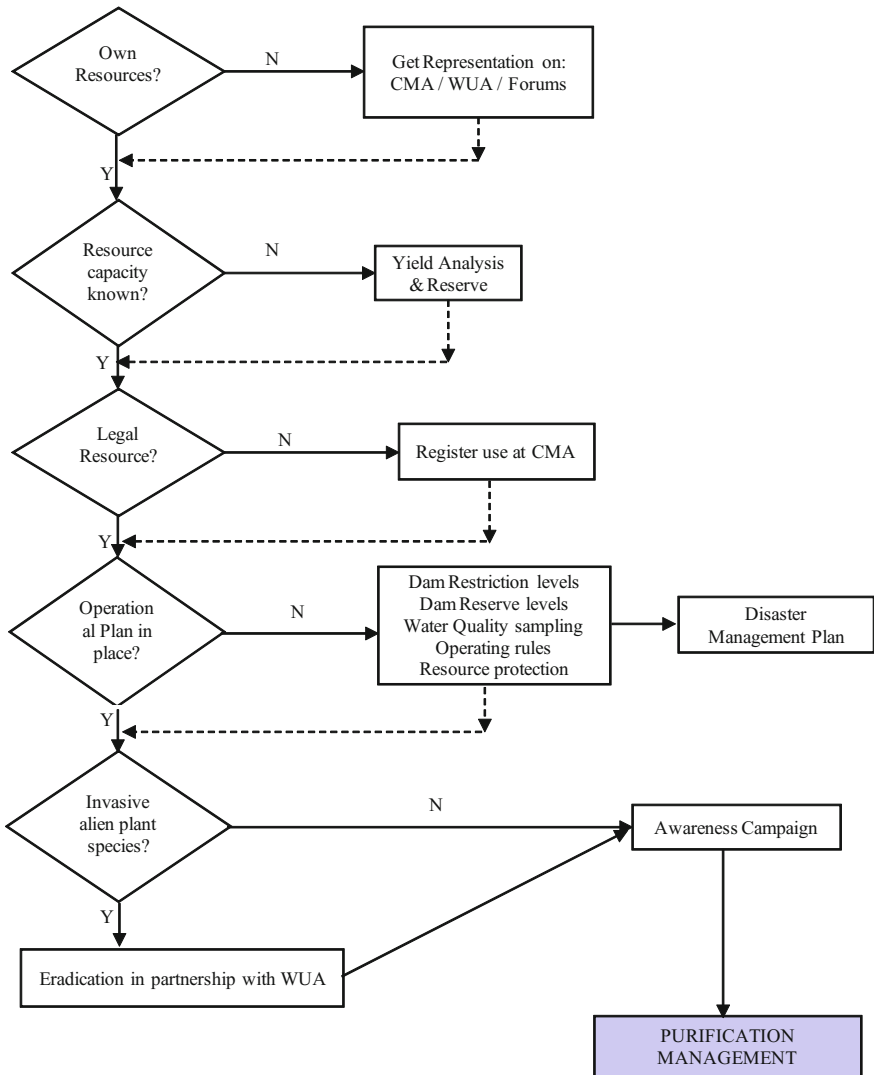 Own
Resources?
N
Get Representation on:
CMA / WUA / Forums
Y
Resource
capacity
known?
N
Yield Analysis
& Reserve
Y
Legal
Resource?
N
Register use at CMA
Y
Operation
al Plan in
place?
N
Dam Restriction levels
Dam Reserve levels
Water Quality sampling
Operating rules
Resource protection
Disaster
Management Plan
Y
Invasive
alien plant
species?
N
Awareness Campaign
Y
Eradication in partnership with WUA
PURIFICATION
MANAGEMENT